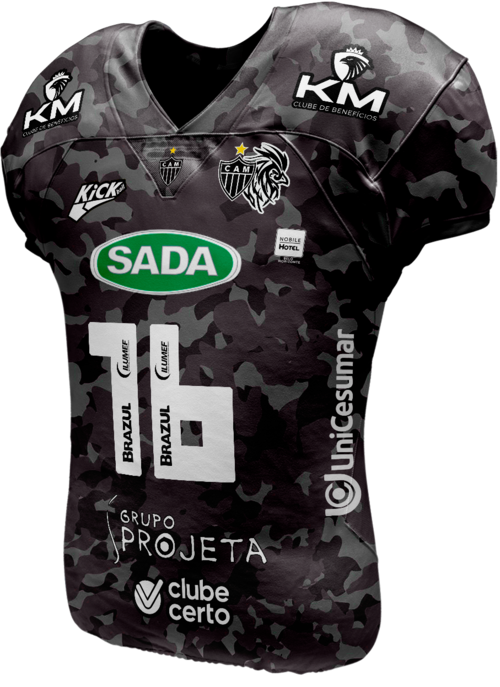 KM
CLUBE DE BENEFÍCIOS
KM
CLUBE DE BENEFÍCIOS
CAM
CAM
KiCK
NOBILE
HOTEL
SADA
16
BRAZUL
ILUMEF
BRAZUL
ILUMEF
UniCesumar
GRUPO
PROJETA
clube
certo